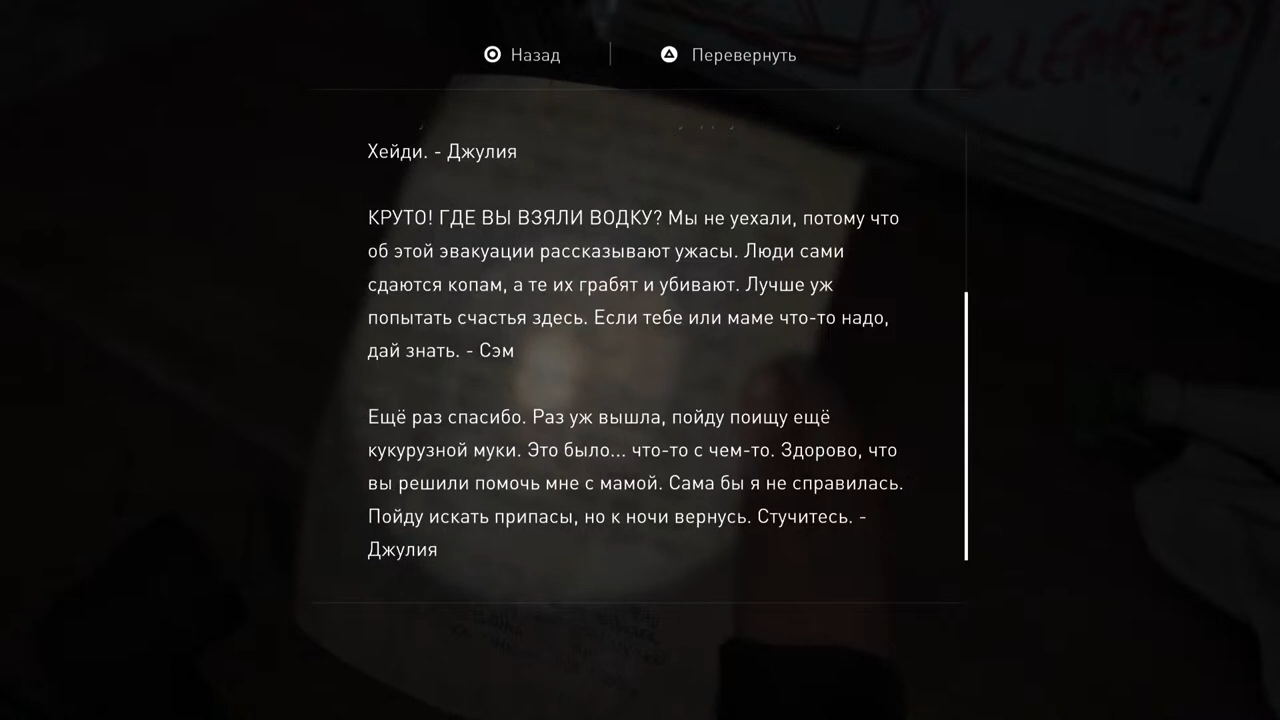 Назад
Перевернуть
Хейди. - Джулия
КРУТО! ГДЕ ВЫ ВЗЯЛИ ВОДКУ? Мы не уехали, потому что
об этой эвакуации рассказывают ужасы. Люди сами
сдаются копам, а те их грабят и убивают. Лучше уж
попытать счастья здесь. Если тебе или маме что-то надо,
дай знать. - Сэм
Ещё раз спасибо. Раз уж вышла, пойду поищу ещё
кукурузной муки. Это было... что-то с чем-то. Здорово, что
вы решили помочь мне с мамой. Сама бы я не справилась.
Пойду искать припасы, но к ночи вернусь. Стучитесь. -
Джулия